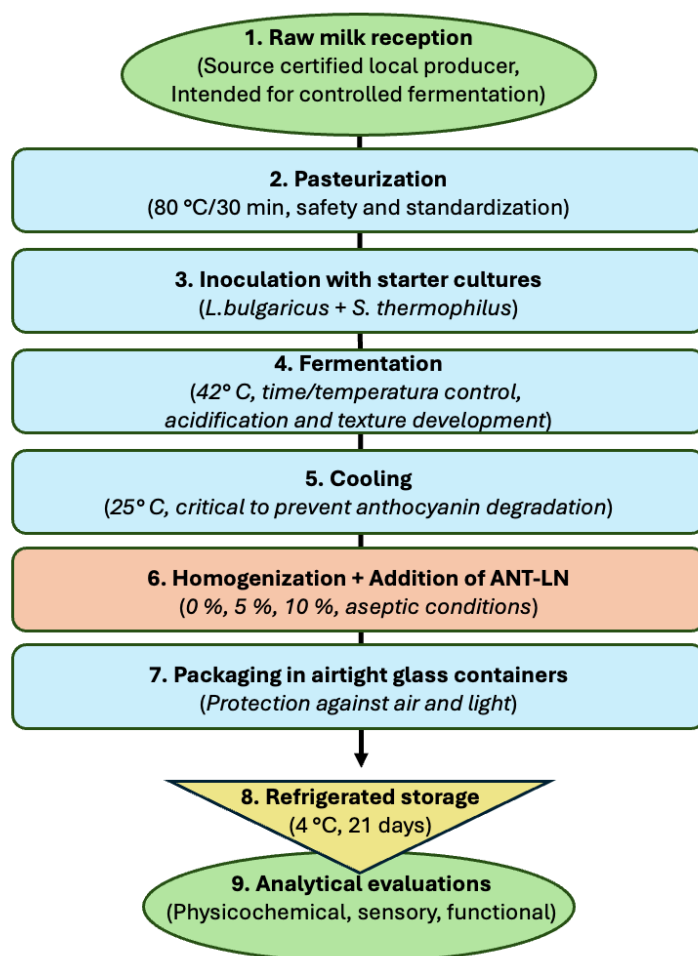 1. Raw milk reception
(Source certified local producer,
Intended for controlled fermentation)
2. Pasteurization
(80 °C/30 min, safety and standardization)
3. Inoculation with starter cultures
(L.bulgaricus + S. thermophilus)
4. Fermentation
(42° C, time/temperatura control,
acidification and texture development)
5. Cooling
(25° C, critical to prevent anthocyanin degradation)
6. Homogenization + Addition of ANT-LN
(0 %, 5 %, 10 %, aseptic conditions)
7. Packaging in airtight glass containers
(Protection against air and light)
8. Refrigerated storage
(4 °C, 21 days)
9. Analytical evaluations
(Physicochemical, sensory, functional)